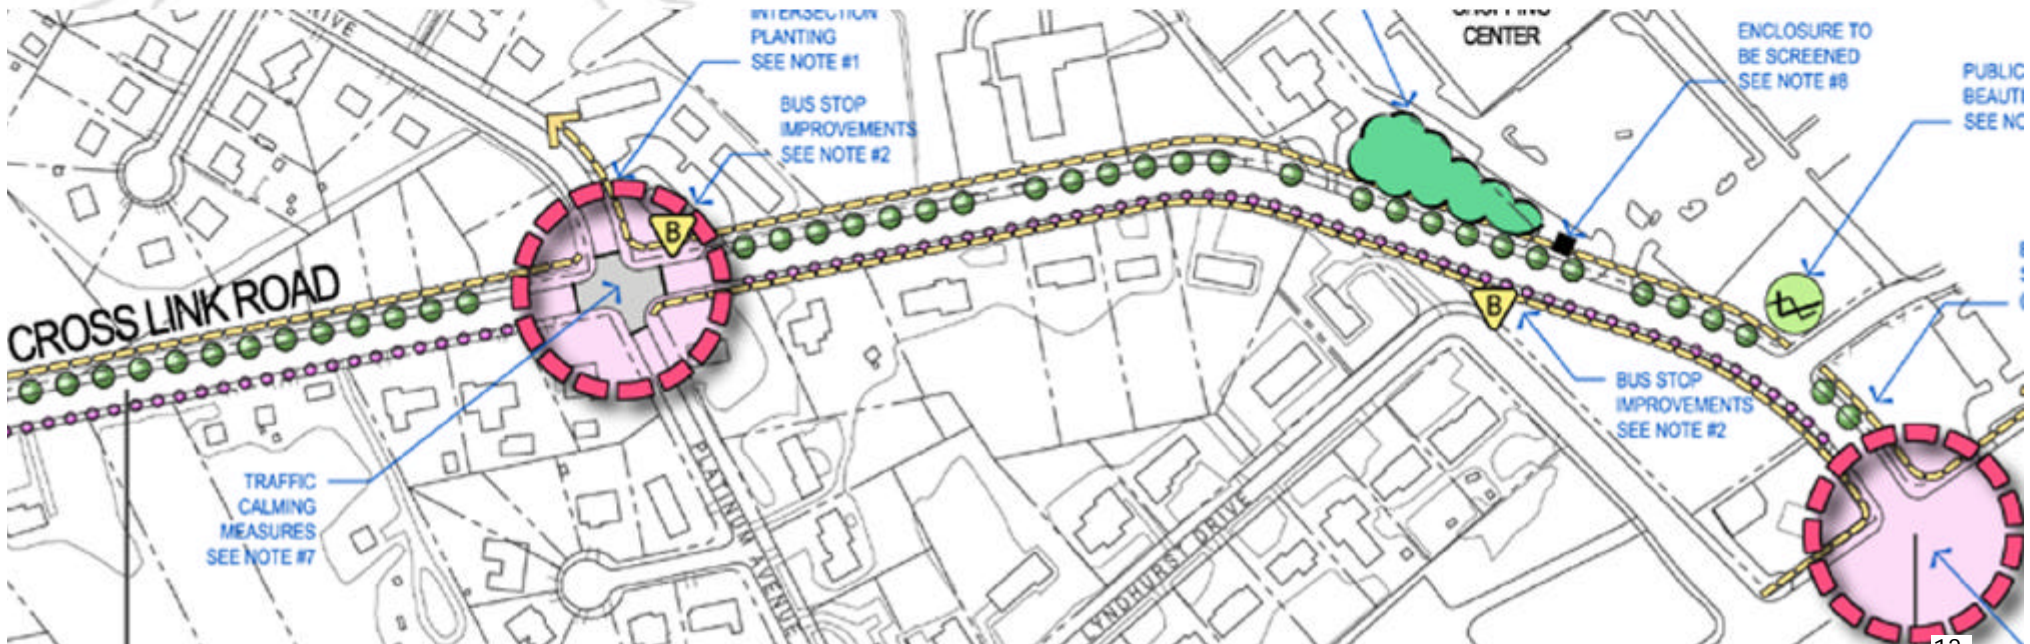 INTERSECTION
PLANTING
SEE NOTE #1
BUS STOP
IMPROVEMENTS
SEE NOTE #2
CENTER
ENCLOSURE TO
BE SCREENED
SEE NOTE #8
PUBLIC
SEE
B
CROSS LINK ROAD
B
BUS STOP
IMPROVEMENTS
SEE NOTE #2
TRAFFIC
CALMING
MEASURES
SEE NOTE #7
PLATINUM AVENUE
LYNDHURST DRIVE